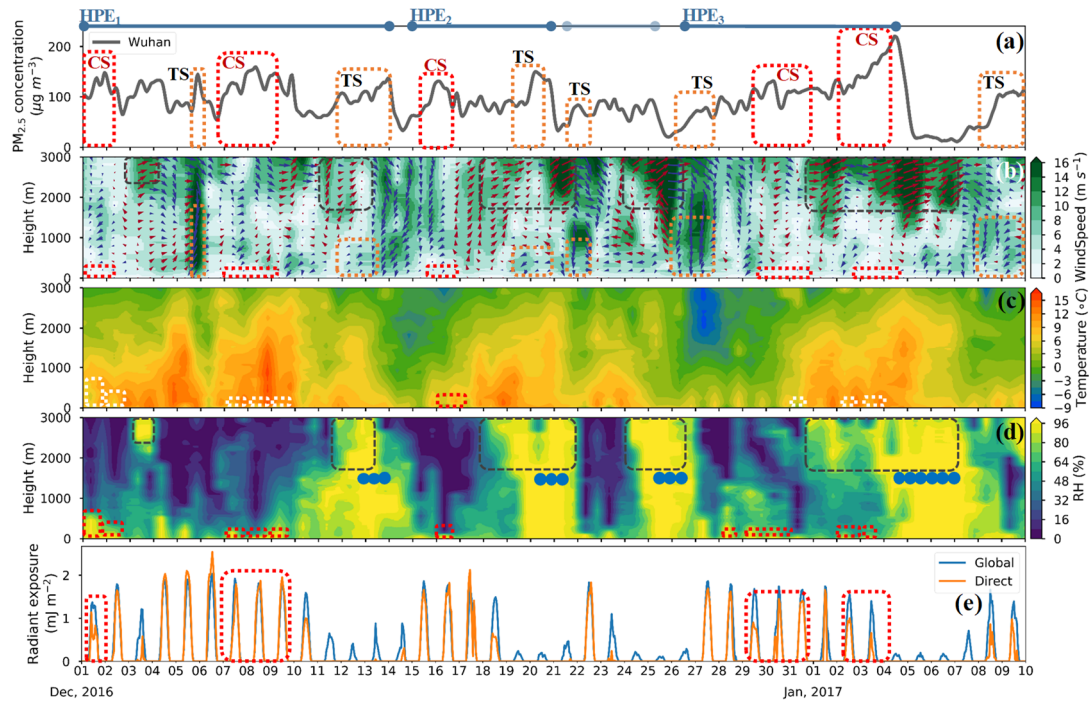 HPE1 HPE2 HPE3
(a)
Wuhan
CS TS CS TS CS TS TS TS CS CS TS
PM2.5 concentration
(μg m−3)
200
100
0
(b)
Height (m)
3000
2000
1000
0
16
14
12
10
8
6
4
2
0
WindSpeed (m s−1)
(c)
Height (m)
3000
2000
1000
0
15
12
9
6
3
0
−3
−6
−9
Temperature (∘C)
(d)
Height (m)
3000
2000
1000
0
96
84
72
60
48
36
24
12
0
RH (%)
(e)
Global
Direct
Radiant exposure
(mJ m−2)
2
1
0
01 02 03 04 05 06 07 08 09 10 11 12 13 14 15 16 17 18 19 20 21 22 23 24 25 26 27 28 29 30 31 01 02 03 04 05 06 07 08 09 10
Dec, 2016 Jan, 2017